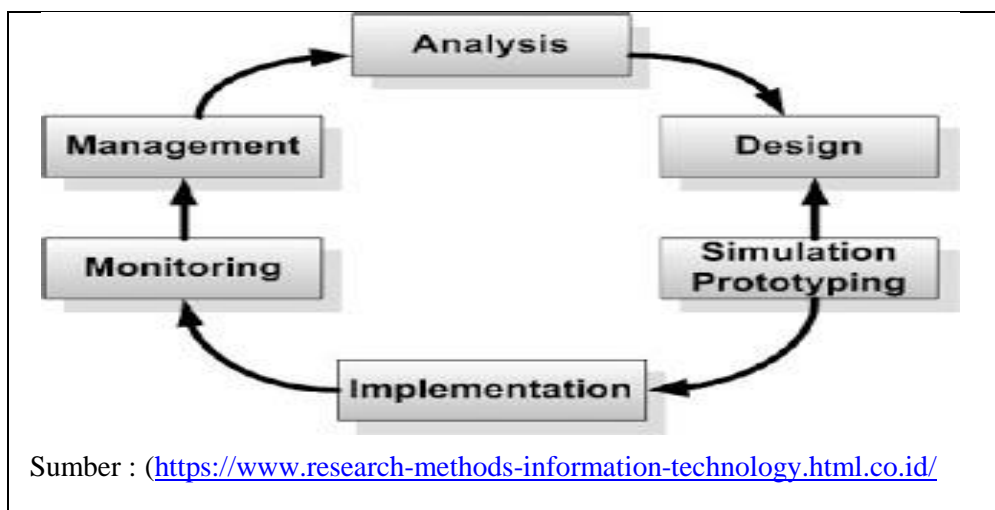 Analysis
Management
Design
Monitoring
Simulation
Prototyping
Implementation
Sumber : (https://www.research-methods-information-technology.html.co.id/